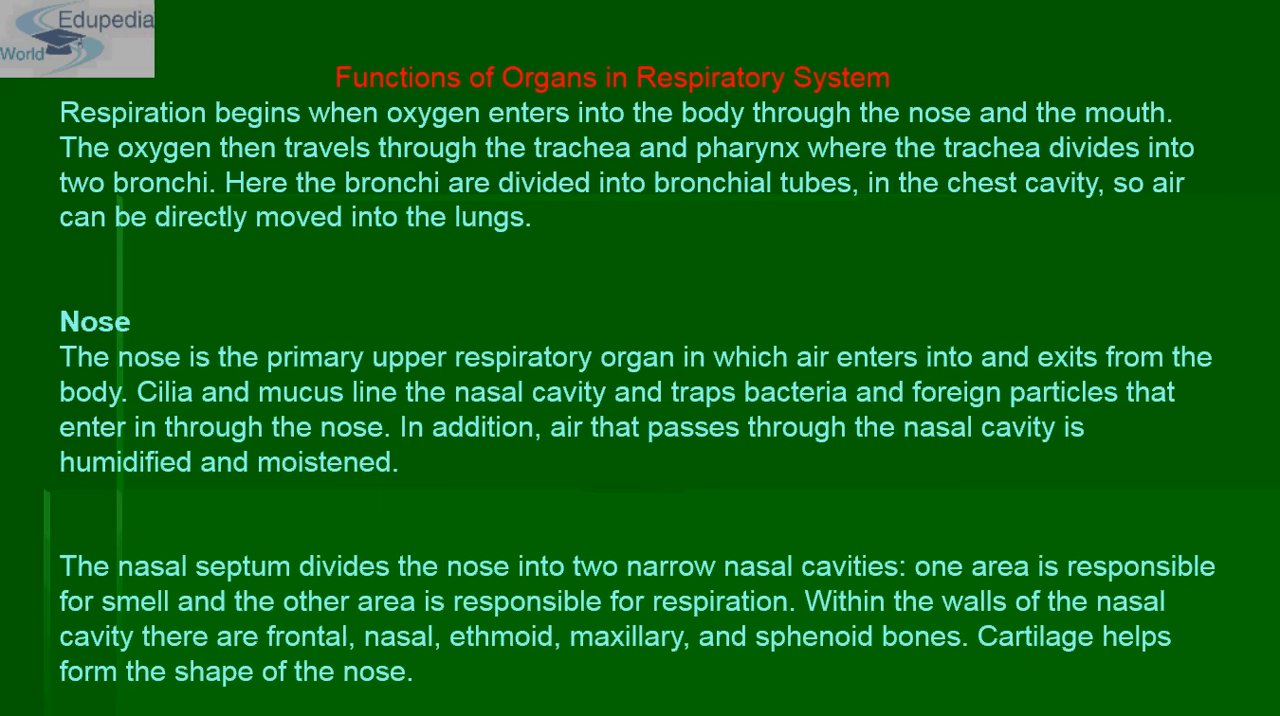 Edupedia
World
Functions of Organs in Respiratory System
Respiration begins when oxygen enters into the body through the nose and the mouth.
The oxygen then travels through the trachea and pharynx where the trachea divides into
two bronchi. Here the bronchi are divided into bronchial tubes, in the chest cavity, so air
can be directly moved into the lungs.
Nose
The nose is the primary upper respiratory organ in which air enters into and exits from the
body. Cilia and mucus line the nasal cavity and traps bacteria and foreign particles that
enter in through the nose. In addition, air that passes through the nasal cavity is
humidified and moistened.
The nasal septum divides the nose into two narrow nasal cavities: one area is responsible
for smell and the other area is responsible for respiration. Within the walls of the nasal
cavity there are frontal, nasal, ethmoid, maxillary, and sphenoid bones. Cartilage helps
form the shape of the nose.